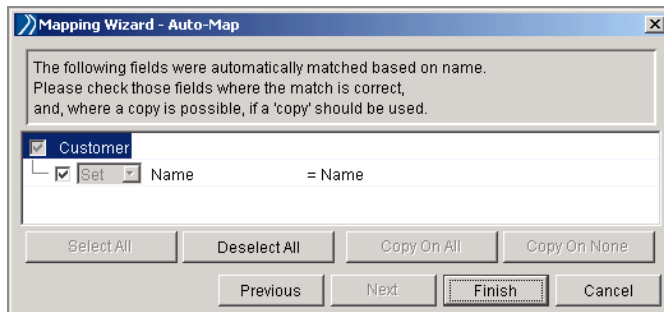 Mapping Wizard - Auto-Map
The following fields were automatically matched based on name.
Please check those fields where the match is correct,
and, where a copy is possible, if a 'copy' should be used.
Customer
Set Name = Name
Select All Deselect All Copy On All Copy On None
Previous Next Finish Cancel